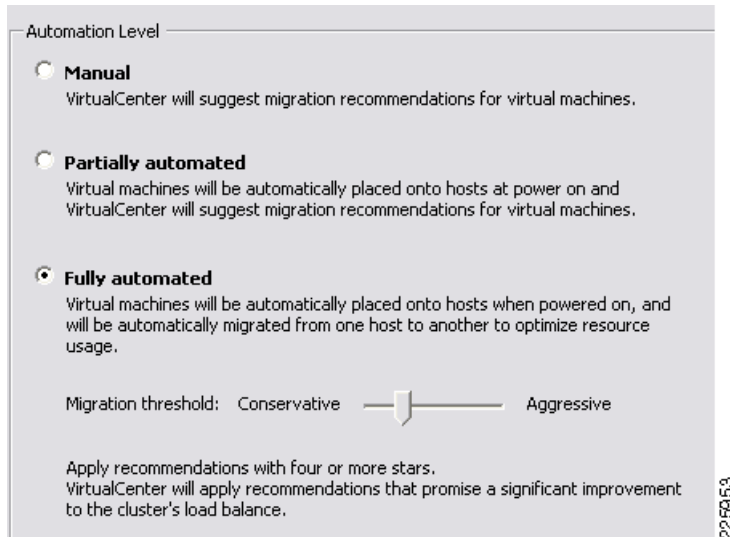 Automation Level
Manual
VirtualCenter will suggest migration recommendations for virtual machines.
Partially automated
Virtual machines will be automatically placed onto hosts at power on and
VirtualCenter will suggest migration recommendations for virtual machines.
Fully automated
Virtual machines will be automatically placed onto hosts when powered on, and
will be automatically migrated from one host to another to optimize resource
usage.
Migration threshold: Conservative Aggressive
Apply recommendations with four or more stars.
VirtualCenter will apply recommendations that promise a significant improvement
to the cluster's load balance.